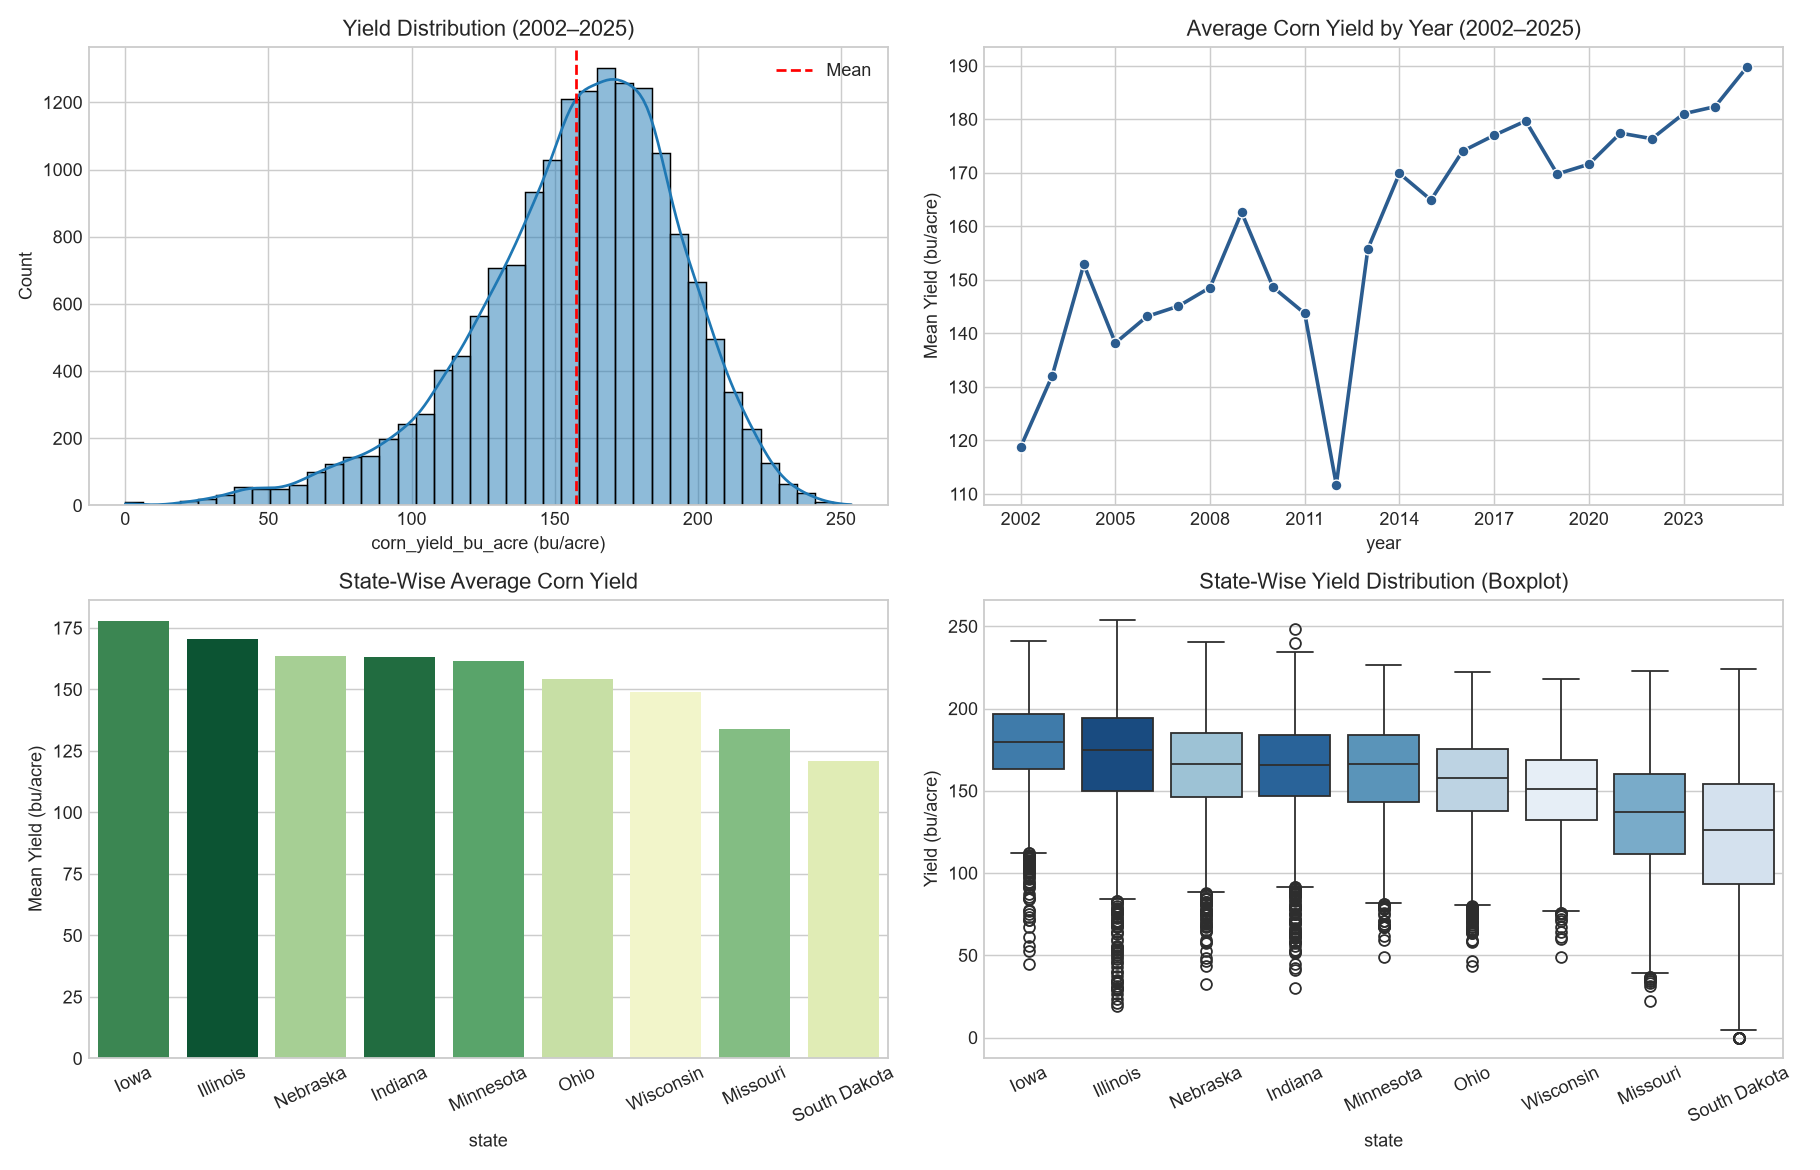 Yield Distribution (2002–2025)
Mean
1200
1000
800
600
400
200
0
Count
0 50 100 150 200 250
corn_yield_bu_acre (bu/acre)
Average Corn Yield by Year (2002–2025)
190
180
170
160
150
140
130
120
110
Mean Yield (bu/acre)
2002 2005 2008 2011 2014 2017 2020 2023
year
State-Wise Average Corn Yield
175
150
125
100
75
50
25
0
Mean Yield (bu/acre)
Iowa Illinois Nebraska Indiana Minnesota Ohio Wisconsin Missouri South Dakota
state
State-Wise Yield Distribution (Boxplot)
250
200
150
100
50
0
Yield (bu/acre)
Iowa Illinois Nebraska Indiana Minnesota Ohio Wisconsin Missouri South Dakota
state